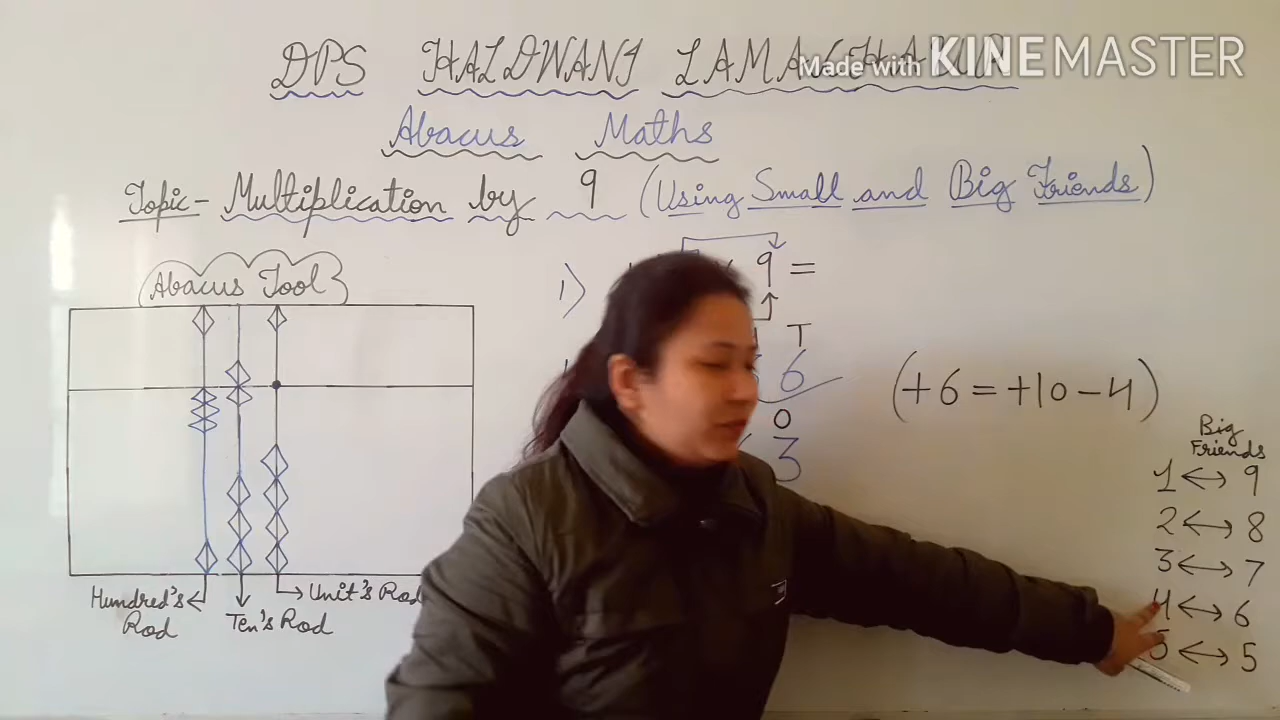 DPS HALDWANI
Made with KINEMASTER
Abacus Maths
Topic- Multiplication by 9 (Using Small and Big Friends)
Abacus Tool
1)
9 =
T
6
(+6 = +10 - 4)
O
3
Big
Friends
1 ↔ 9
2 ↔ 8
3 ↔ 7
4 ↔ 6
5 ↔ 5
Hundred's
Rod
Ten's Rod
Unit's Rod